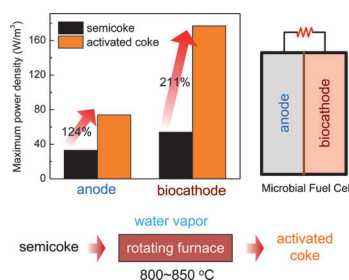 semicoke
activated coke
Maximum power density (W/m³)
160
120
80
40
0
124%
211%
anode
biocathode
anode
biocathode
Microbial Fuel Cel
water vapor
semicoke
rotating furnace
activated
coke
800~850 °C